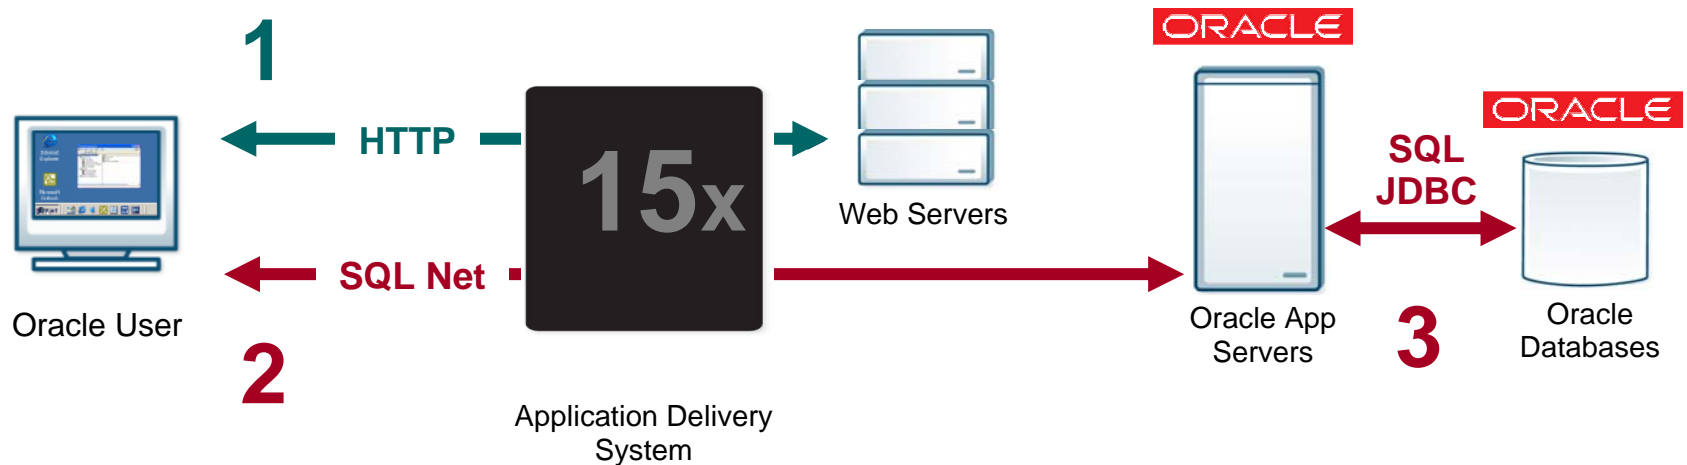 1
ORACLE
ORACLE
HTTP
15x
Web Servers
SQL
JDBC
SQL Net
Oracle User
2
Oracle App
Servers
3
Oracle
Databases
Application Delivery
System